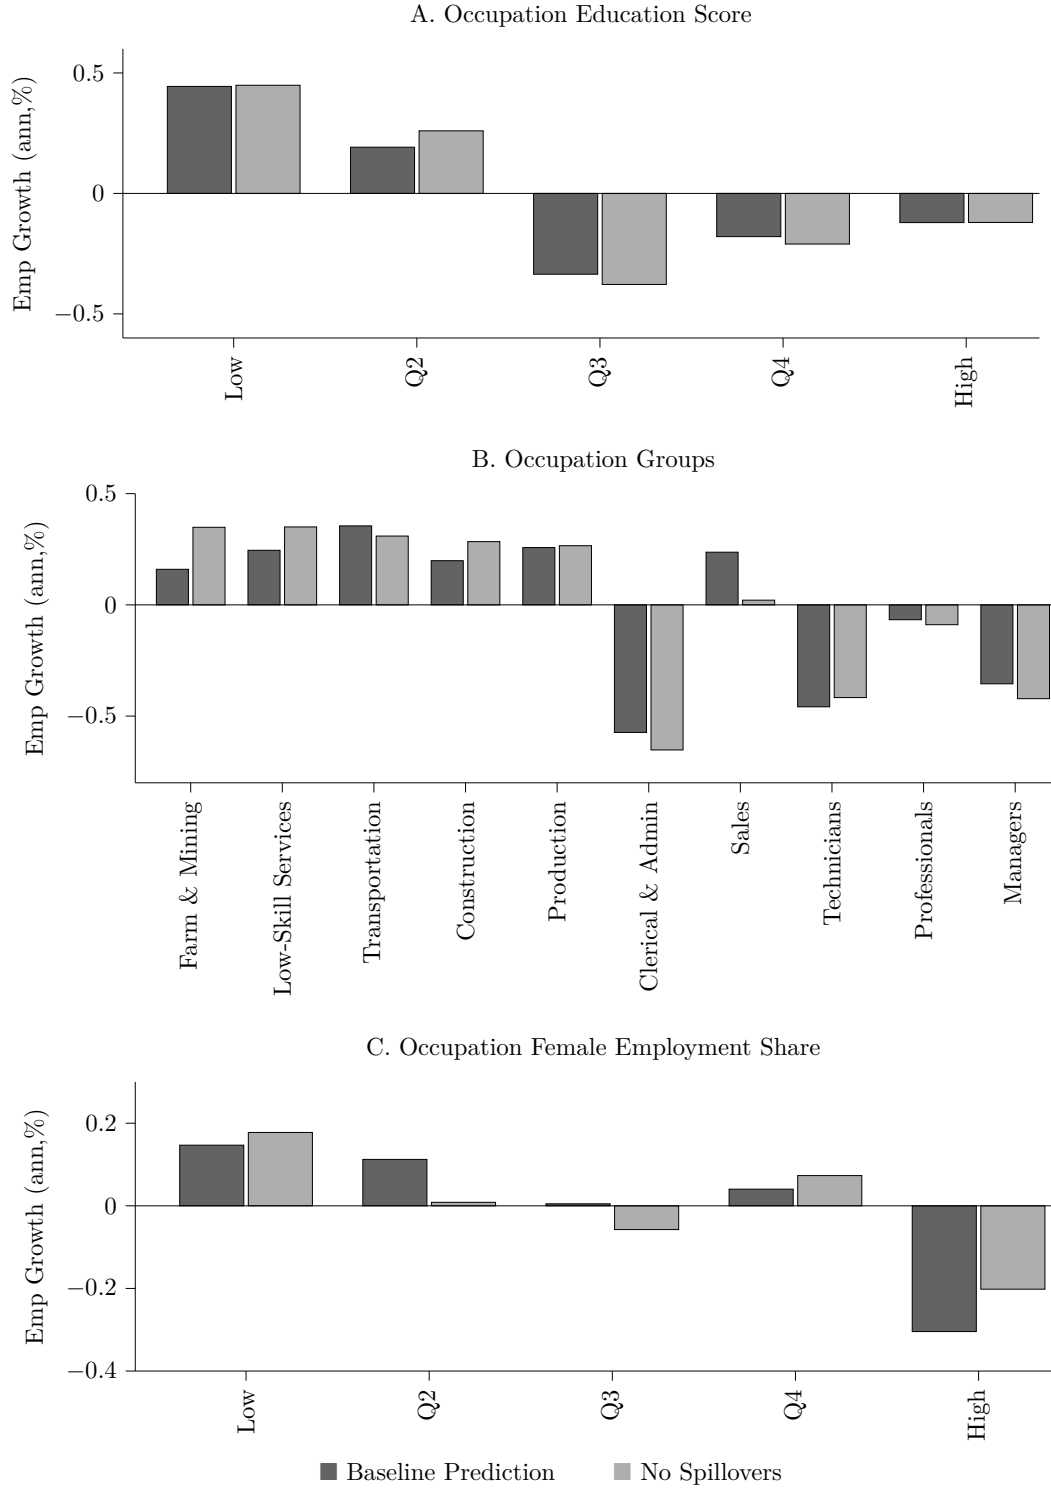 A. Occupation Education Score
Emp Growth (ann,%)
0.5
0
−0.5
Low
Q2
Q3
Q4
High
B. Occupation Groups
Emp Growth (ann,%)
0.5
0
−0.5
Farm & Mining
Low-Skill Services
Transportation
Construction
Production
Clerical & Admin
Sales
Technicians
Professionals
Managers
C. Occupation Female Employment Share
Emp Growth (ann,%)
0.2
0
−0.2
−0.4
Low
Q2
Q3
Q4
High
Baseline Prediction
No Spillovers